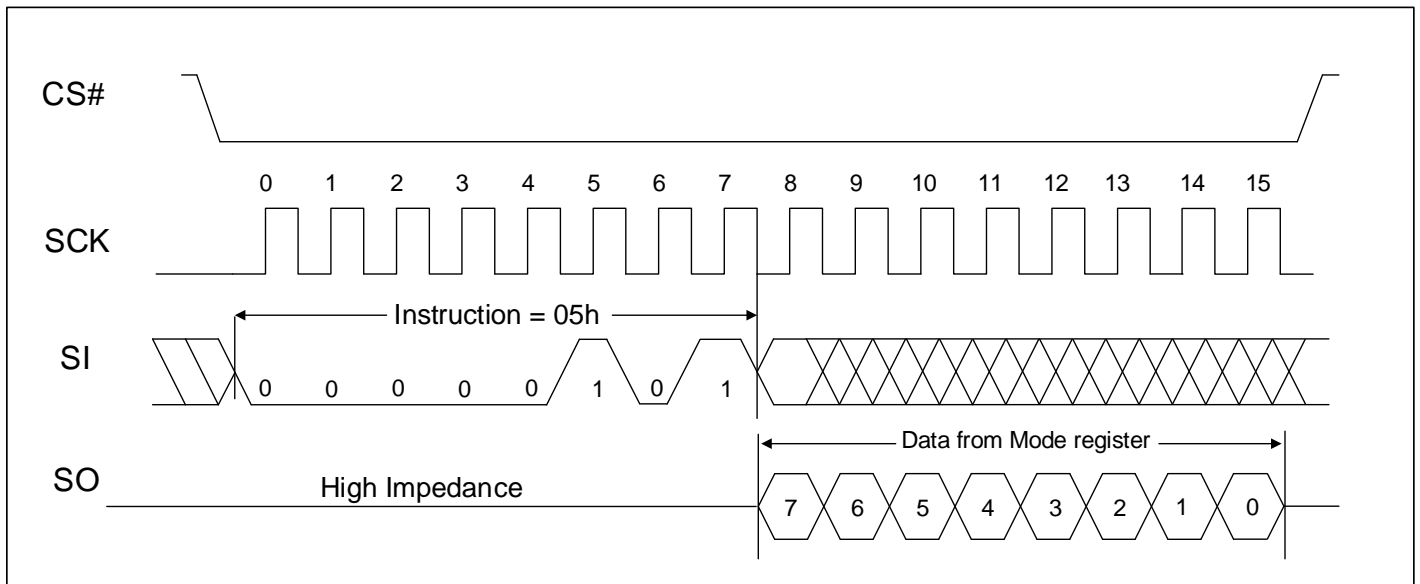 CS#
0 1 2 3 4 5 6 7 8 9 10 11 12 13 14 15
SCK
Instruction = 05h
SI
0 0 0 0 0 1 0 1
Data from Mode register
SO
High Impedance
7 6 5 4 3 2 1 0